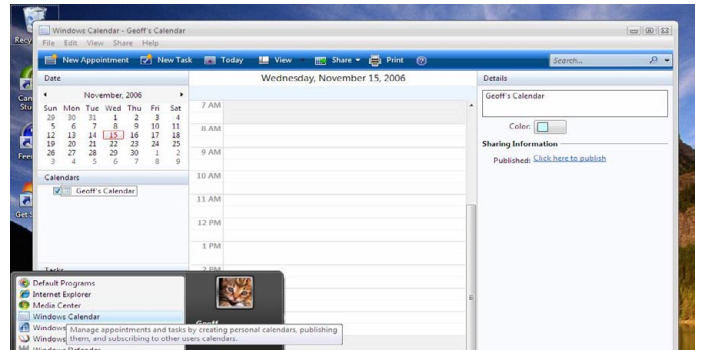 Windows Calendar - Geoff's Calendar
File Edit View Share Help
New Appointment New Task Today View Share Print
Search...
Date
November, 2006
Sun Mon Tue Wed Thu Fri Sat
29 30 31 1 2 3 4
5 6 7 8 9 10 11
12 13 14 15 16 17 18
19 20 21 22 23 24 25
26 27 28 29 30 1 2
3 4 5 6 7 8 9
Calendars
Geoff's Calendar
Tasks
Wednesday, November 15, 2006
7 AM
8 AM
9 AM
10 AM
11 AM
12 PM
1 PM
2 PM
Details
Geoff's Calendar
Color:
Sharing Information
Published: Click here to publish
Default Programs
Internet Explorer
Media Center
Windows Calendar
Windows
Manage appointments and tasks by creating personal calendars, publishing
them, and subscribing to other users calendars.
Windows Defender
Geoff